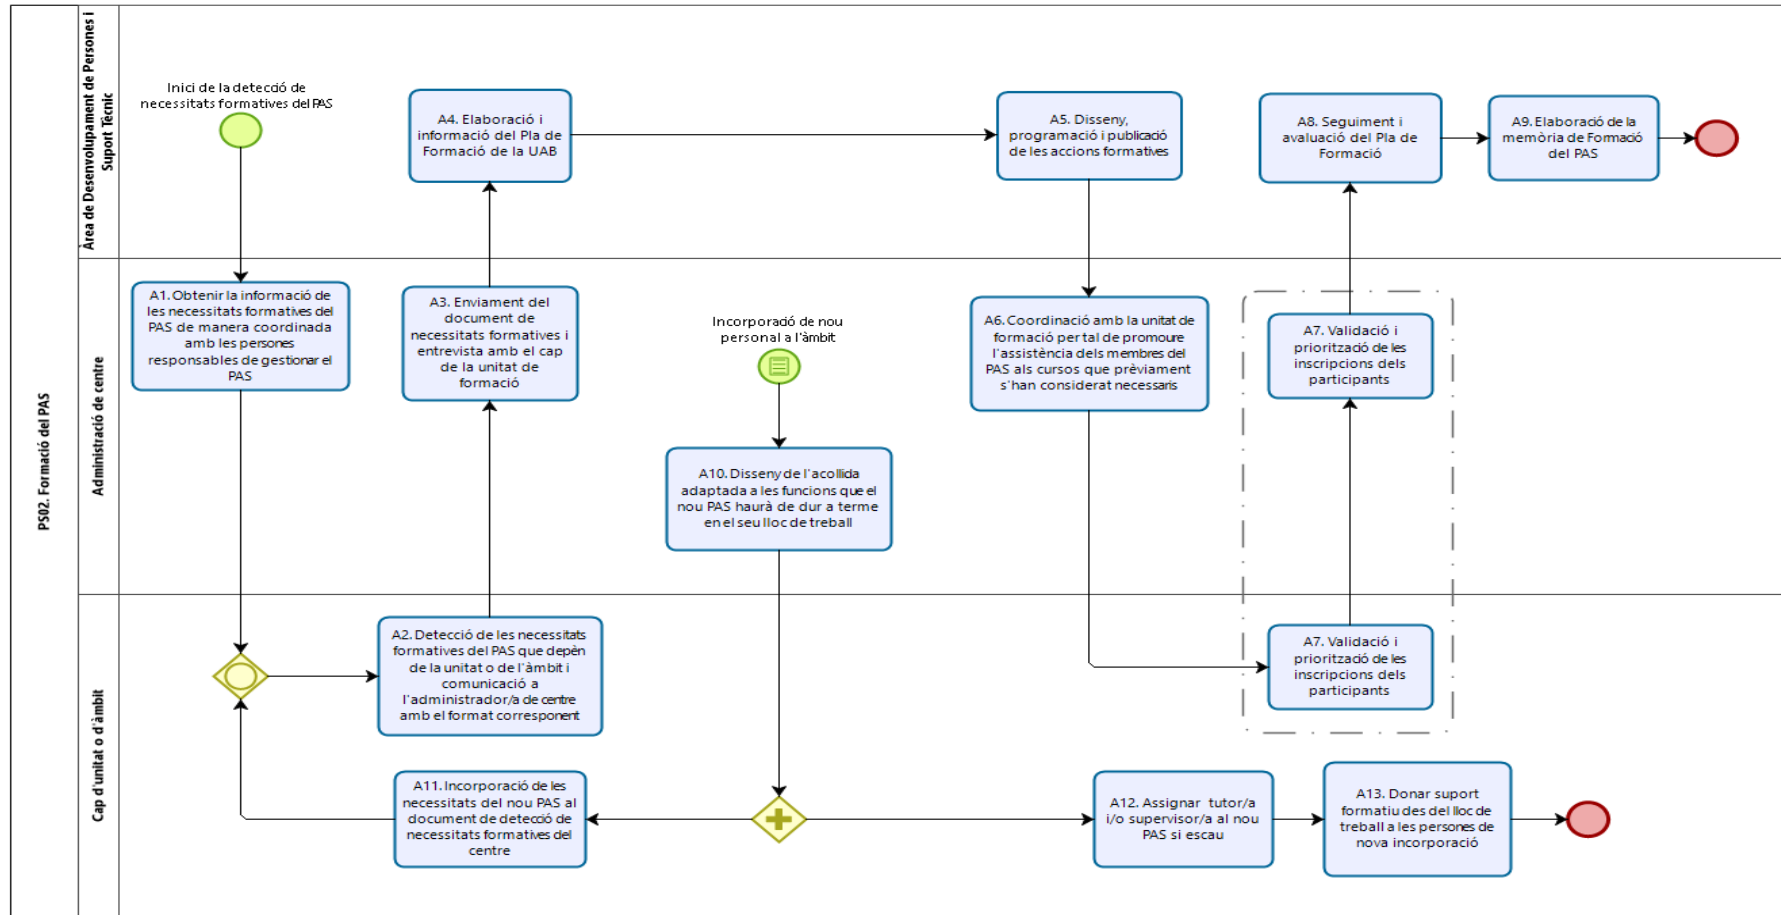 PS02. Formació del PAS
Àrea de Desenvolupament de Persones i
Suport Tècnic
Inici de la detecció de
necessitats formatives del PAS
A4. Elaboració i
informació del Pla de
Formació de la UAB
A5. Disseny,
programació i publicació
de les accions formatives
A8. Seguiment i
avaluació del Pla de
Formació
A9. Elaboració de la
memòria de Formació
del PAS
Administració de centre
A1. Obtenir la informació de
les necessitats formatives del
PAS de manera coordinada
amb les persones
responsables de gestionar el
PAS
A3. Enviament del
document de
necessitats formatives i
entrevista amb el cap
de la unitat de
formació
Incorporació de nou
personal a l'àmbit
A10. Disseny de l'acollida
adaptada a les funcions que el
nou PAS haurà de dur a terme
en el seu lloc de treball
A6. Coordinació amb la unitat de
formació per tal de promoure
l'assistència dels membres del
PAS als cursos que prèviament
s'han considerat necessaris
A7. Validació i
priorització de les
inscripcions dels
participants
Cap d'unitat o d'àmbit
A2. Detecció de les necessitats
formatives del PAS que depèn
de la unitat o de l'àmbit i
comunicació a
l'administrador/a de centre
amb el format corresponent
A7. Validació i
priorització de les
inscripcions dels
participants
A11. Incorporació de les
necessitats del nou PAS al
document de detecció de
necessitats formatives del
centre
A12. Assignar tutor/a
i/o supervisor/a al nou
PAS si escau
A13. Donar suport
formatiu des del lloc de
treball a les persones de
nova incorporació